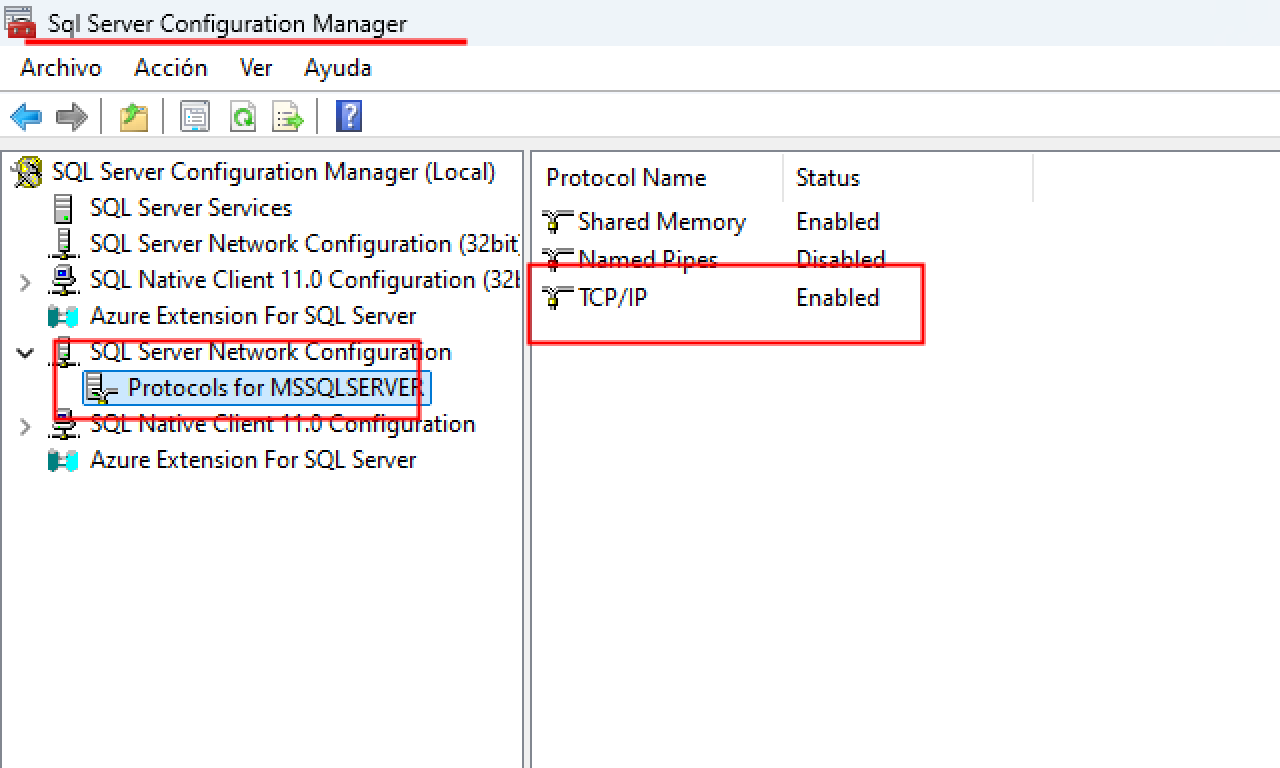 Sql Server Configuration Manager
Archivo Acción Ver Ayuda
SQL Server Configuration Manager (Local)
SQL Server Services
SQL Server Network Configuration (32bit
SQL Native Client 11.0 Configuration (32b
Azure Extension For SQL Server
SQL Server Network Configuration
Protocols for MSSQLSERVER
SQL Native Client 11.0 Configuration
Azure Extension For SQL Server
Protocol Name Status
Shared Memory Enabled
Named Pipes Disabled
TCP/IP Enabled